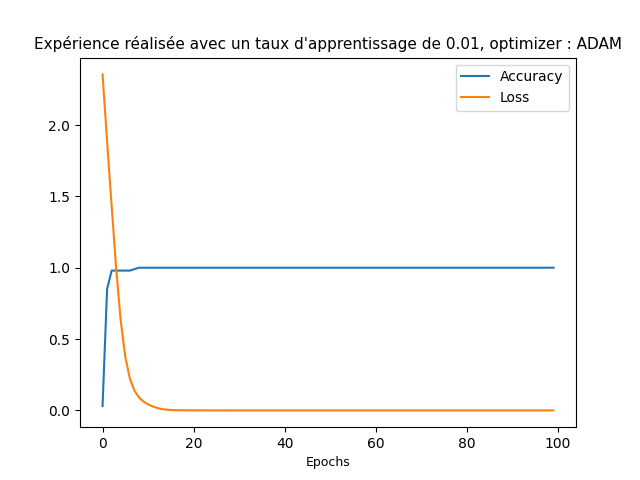 Expérience réalisée avec un taux d'apprentissage de 0.01, optimizer : ADAM
Accuracy
Loss
2.0
1.5
1.0
0.5
0.0
0 20 40 60 80 100
Epochs